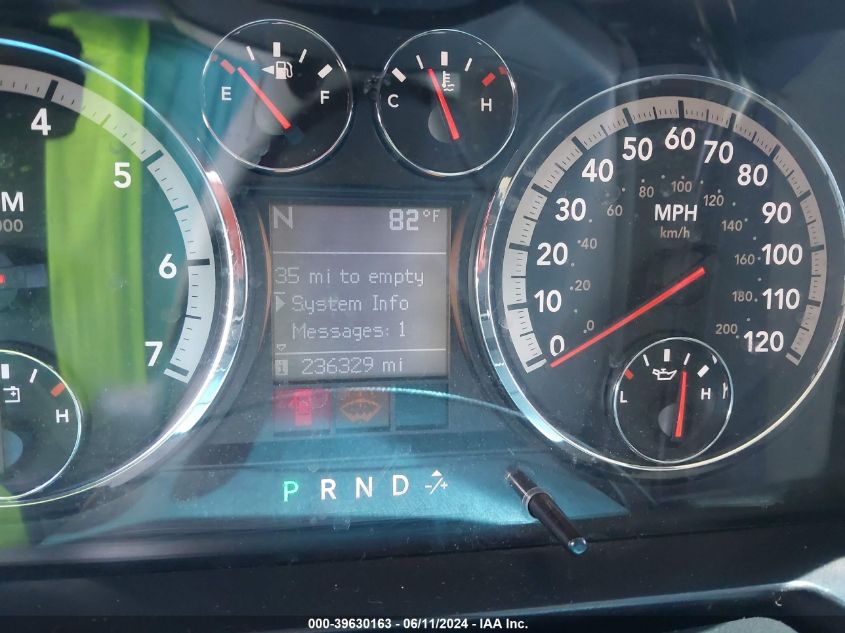 E F
C H
4
5
6
7
M
000
H
N 82°F
35 mi to empty
System Info
Messages: 1
236329 mi
P R N D -/+
0 10 20 30 40 50 60 70 80 90 100 110 120
0 20 40 60 80 100 120 140 160 180 200
MPH
km/h
L H
000-39630163 - 06/11/2024 - IAA Inc.